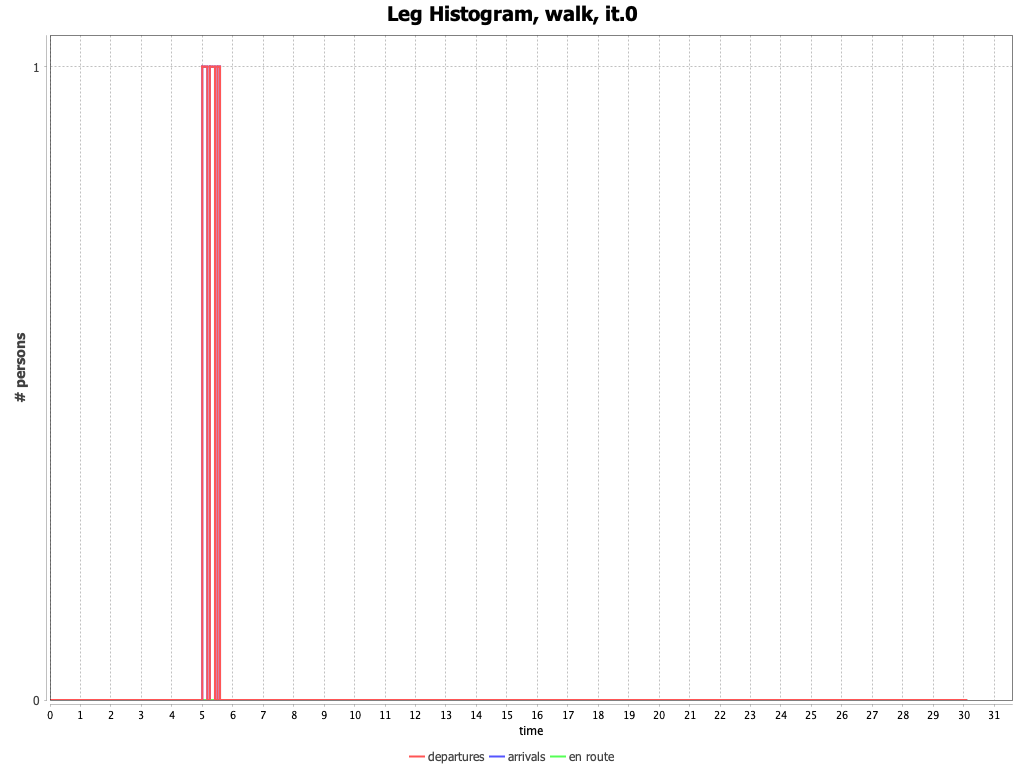 Leg Histogram, walk, it.0
# persons
1
0
0 1 2 3 4 5 6 7 8 9 10 11 12 13 14 15 16 17 18 19 20 21 22 23 24 25 26 27 28 29 30 31
time
departures arrivals en route